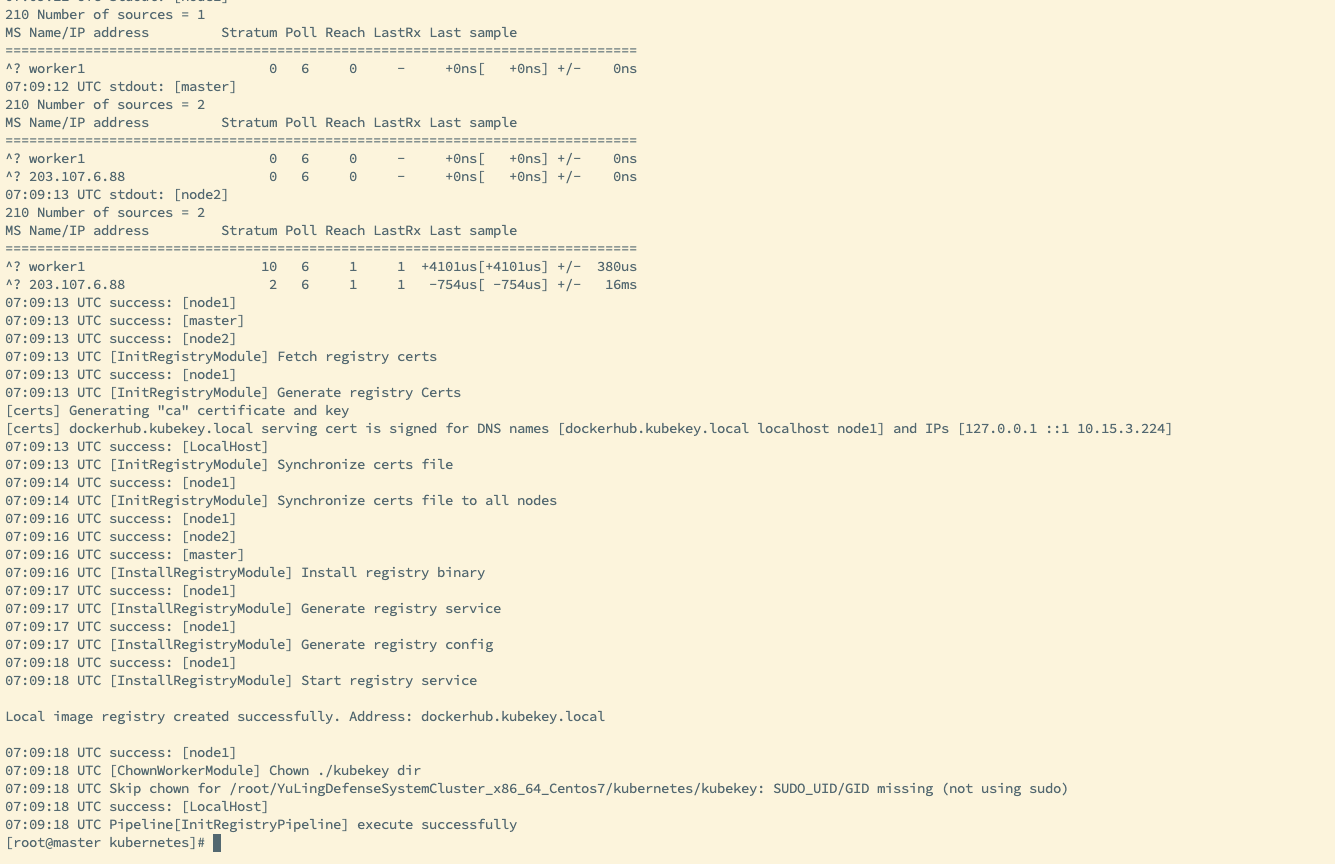 210 Number of sources = 1
MS Name/IP address         Stratum Poll Reach LastRx Last sample
===============================================================================
^? worker1                       0   6     0     -     +0ns[   +0ns] +/-    0ns
07:09:12 UTC stdout: [master]
210 Number of sources = 2
MS Name/IP address         Stratum Poll Reach LastRx Last sample
===============================================================================
^? worker1                       0   6     0     -     +0ns[   +0ns] +/-    0ns
^? 203.107.6.88                  0   6     0     -     +0ns[   +0ns] +/-    0ns
07:09:13 UTC stdout: [node2]
210 Number of sources = 2
MS Name/IP address         Stratum Poll Reach LastRx Last sample
===============================================================================
^? worker1                      10   6     1     1  +4101us[+4101us] +/-  380us
^? 203.107.6.88                  2   6     1     1   -754us[ -754us] +/-   16ms
07:09:13 UTC success: [node1]
07:09:13 UTC success: [master]
07:09:13 UTC success: [node2]
07:09:13 UTC [InitRegistryModule] Fetch registry certs
07:09:13 UTC success: [node1]
07:09:13 UTC [InitRegistryModule] Generate registry Certs
[certs] Generating "ca" certificate and key
[certs] dockerhub.kubekey.local serving cert is signed for DNS names [dockerhub.kubekey.local localhost node1] and IPs [127.0.0.1 ::1 10.15.3.224]
07:09:13 UTC success: [LocalHost]
07:09:13 UTC [InitRegistryModule] Synchronize certs file
07:09:14 UTC success: [node1]
07:09:14 UTC [InitRegistryModule] Synchronize certs file to all nodes
07:09:16 UTC success: [node1]
07:09:16 UTC success: [node2]
07:09:16 UTC success: [master]
07:09:16 UTC [InstallRegistryModule] Install registry binary
07:09:17 UTC success: [node1]
07:09:17 UTC [InstallRegistryModule] Generate registry service
07:09:17 UTC success: [node1]
07:09:17 UTC [InstallRegistryModule] Generate registry config
07:09:18 UTC success: [node1]
07:09:18 UTC [InstallRegistryModule] Start registry service
Local image registry created successfully. Address: dockerhub.kubekey.local
07:09:18 UTC success: [node1]
07:09:18 UTC [ChownWorkerModule] Chown ./kubekey dir
07:09:18 UTC Skip chown for /root/YuLingDefenseSystemCluster_x86_64_Centos7/kubernetes/kubekey: SUDO_UID/GID missing (not using sudo)
07:09:18 UTC success: [LocalHost]
07:09:18 UTC Pipeline[InitRegistryPipeline] execute successfully
[root@master kubernetes]#